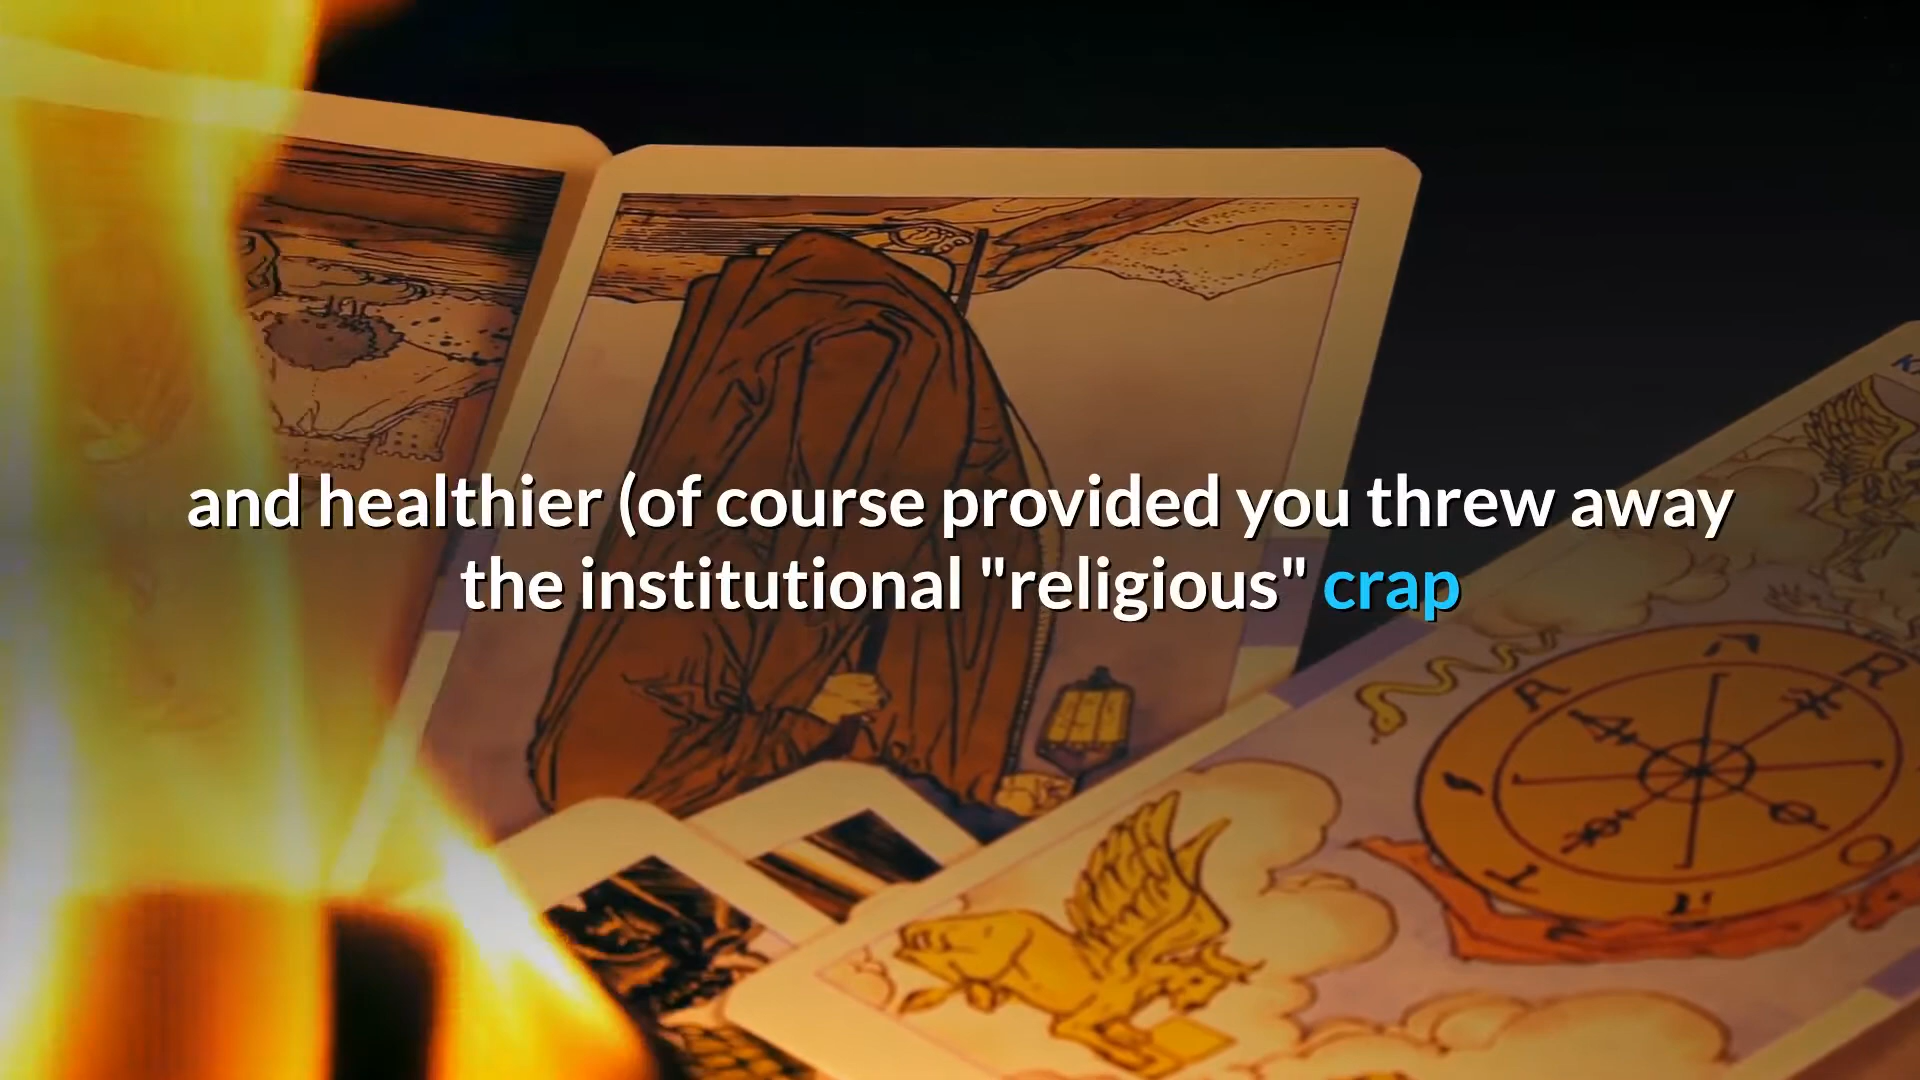 and healthier (of course provided you threw away
the institutional "religious" crap